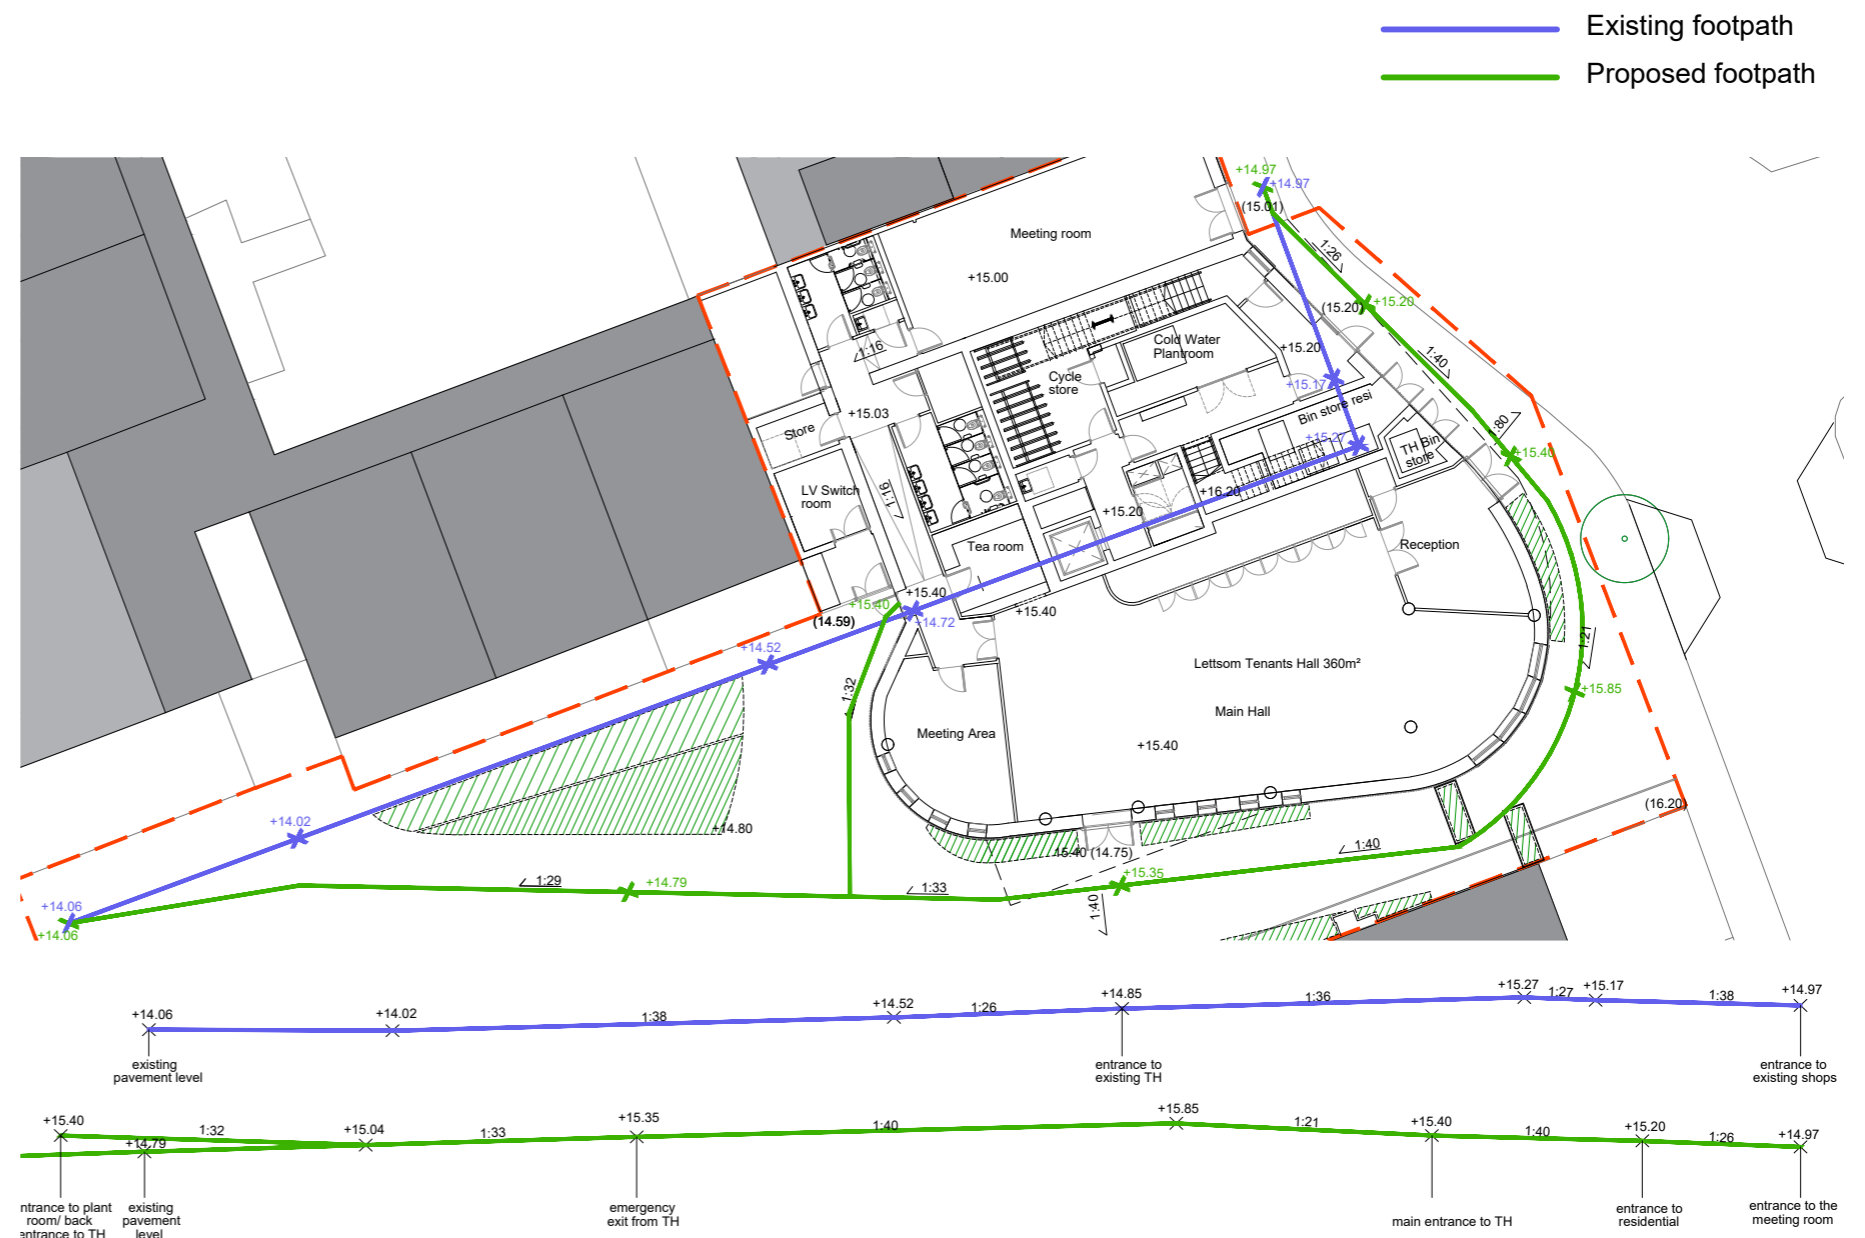 Existing footpath
Proposed footpath
+14.97
+14.97
(15.01)
Meeting room
1:26
+15.00
(15.20)
+15.20
1:16
Cold Water
Plantroom
+15.20
1:40
Cycle
store
+15.17
+15.03
Bin store resi
1:80
Store
+15.27
TH Bin
store
+15.40
LV Switch
room
1:16
+16.20
+15.20
Tea room
Reception
+15.40
+15.40
+15.40
(14.59)
+14.72
+14.52
1:21
Lettsom Tenants Hall 360m²
1:32
+15.85
Main Hall
Meeting Area
+15.40
(16.20)
+14.02
+14.80
15.40 (14.75)
1:40
+15.35
1:29
+14.79
1:33
1:40
+14.06
+14.06
+14.06
+14.02
1:38
+14.52
1:26
+14.85
1:36
+15.27
1:27
+15.17
1:38
+14.97
existing
pavement level
entrance to
existing TH
entrance to
existing shops
+15.40
+14.79
1:32
+15.04
1:33
+15.35
1:40
+15.85
1:21
+15.40
1:40
+15.20
1:26
+14.97
ntrance to plant
room/ back
entrance to TH
existing
pavement
level
emergency
exit from TH
main entrance to TH
entrance to
residential
entrance to the
meeting room